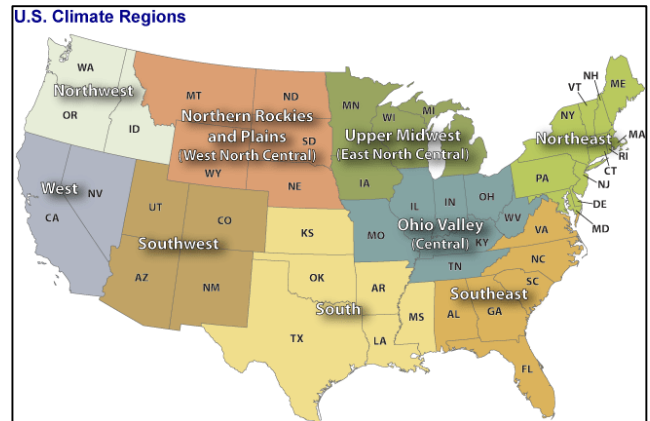 U.S. Climate Regions
WA
Northwest
OR
ID
MT
ND
Northern Rockies
and Plains
(West North Central)
SD
WY
NE
MN
WI
MI
Upper Midwest
(East North Central)
IA
VT
NH
ME
NY
MA
Northeast
RI
CT
PA
NJ
DE
MD
West
NV
CA
UT
CO
Southwest
AZ
NM
KS
OK
AR
South
TX
LA
MS
IL
IN
OH
WV
MO
Ohio Valley
(Central)
KY
TN
VA
NC
SC
Southeast
AL
GA
FL